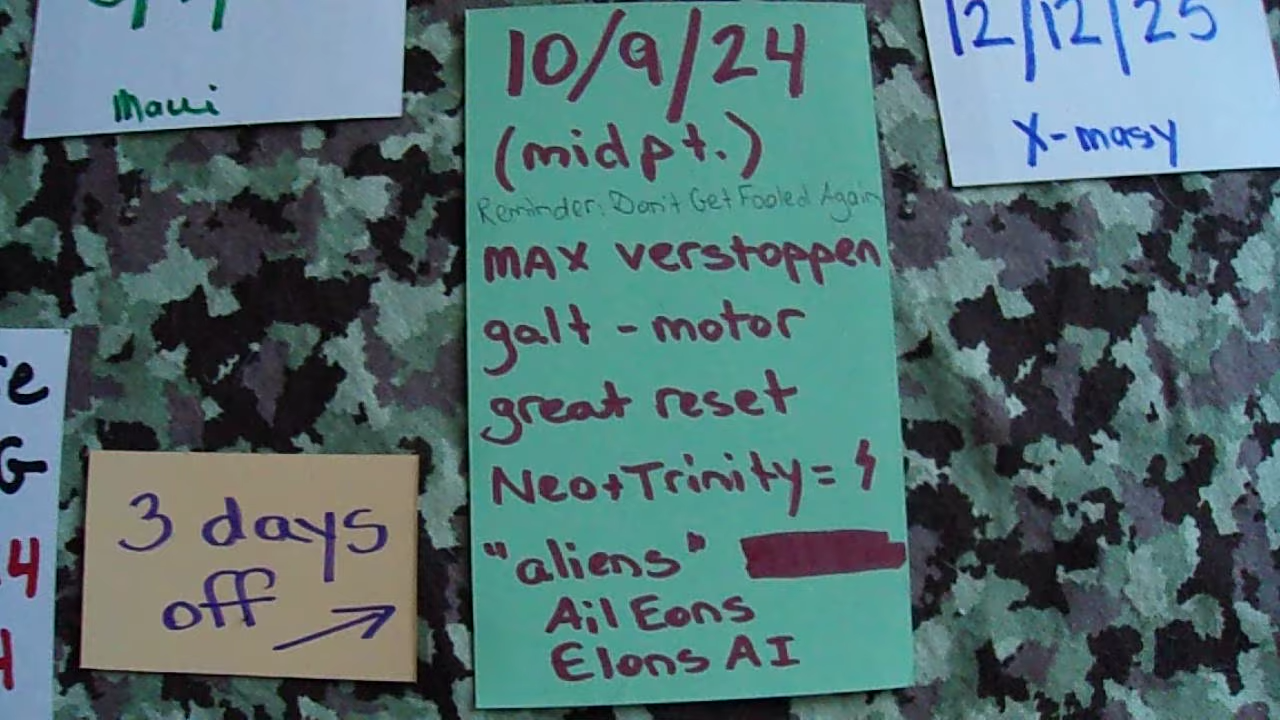 Maui
10/9/24
(midpt.)
Reminder: Don't Get Fooled Again
MAX verstoppen
galt - motor
great reset
Neo+Trinity=
"aliens"
Ail Eons
Elons AI
12/12/25
X-masy
3 days
off
G
4